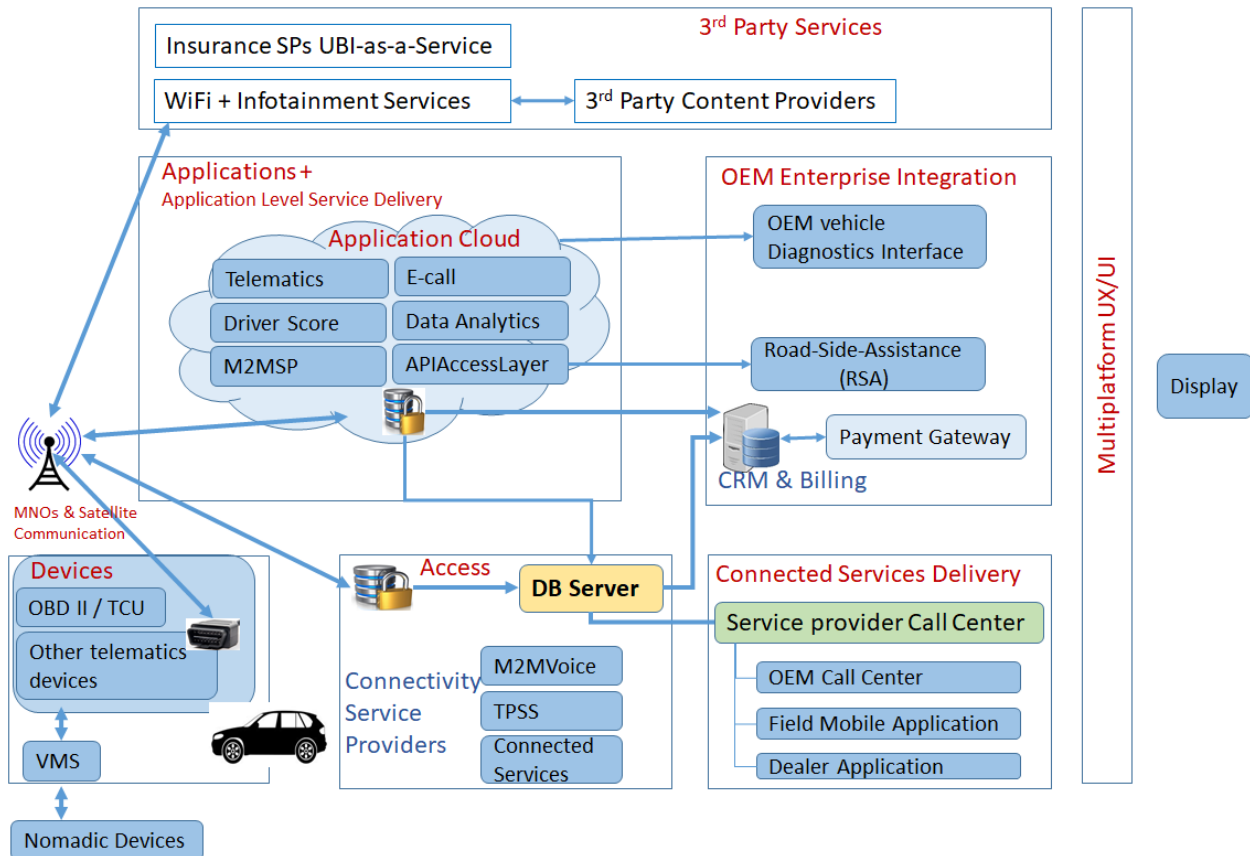 3rd Party Services
Insurance SPs UBI-as-a-Service
WiFi + Infotainment Services
3rd Party Content Providers
Applications +
Application Level Service Delivery
Application Cloud
Telematics
E-call
Driver Score
Data Analytics
M2MSP
APIAccessLayer
OEM Enterprise Integration
OEM vehicle
Diagnostics Interface
Road-Side-Assistance
(RSA)
Payment Gateway
CRM & Billing
Multiplatform UX/UI
Display
MNOs & Satellite
Communication
Devices
OBD II / TCU
Other telematics
devices
VMS
Nomadic Devices
Access
DB Server
Connectivity
Service
Providers
M2MVoice
TPSS
Connected
Services
Connected Services Delivery
Service provider Call Center
OEM Call Center
Field Mobile Application
Dealer Application